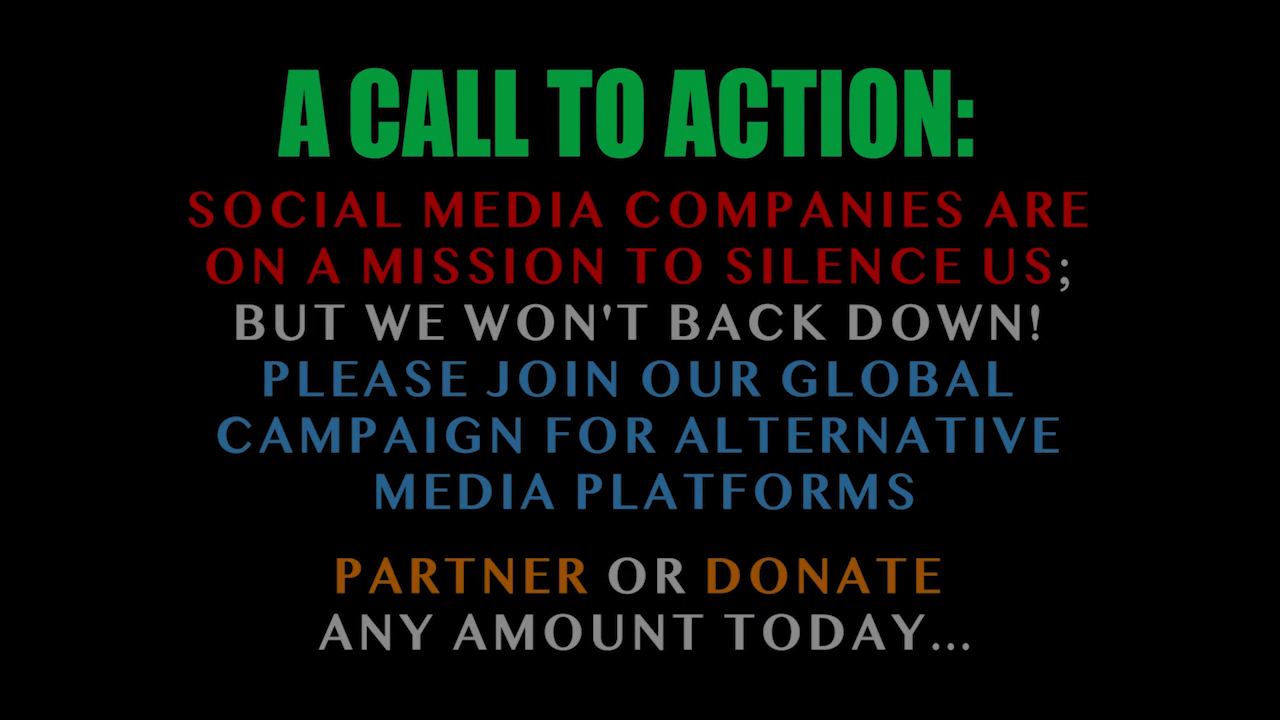 A CALL TO ACTION:
SOCIAL MEDIA COMPANIES ARE
ON A MISSION TO SILENCE US;
BUT WE WON'T BACK DOWN!
PLEASE JOIN OUR GLOBAL
CAMPAIGN FOR ALTERNATIVE
MEDIA PLATFORMS
PARTNER OR DONATE
ANY AMOUNT TODAY...